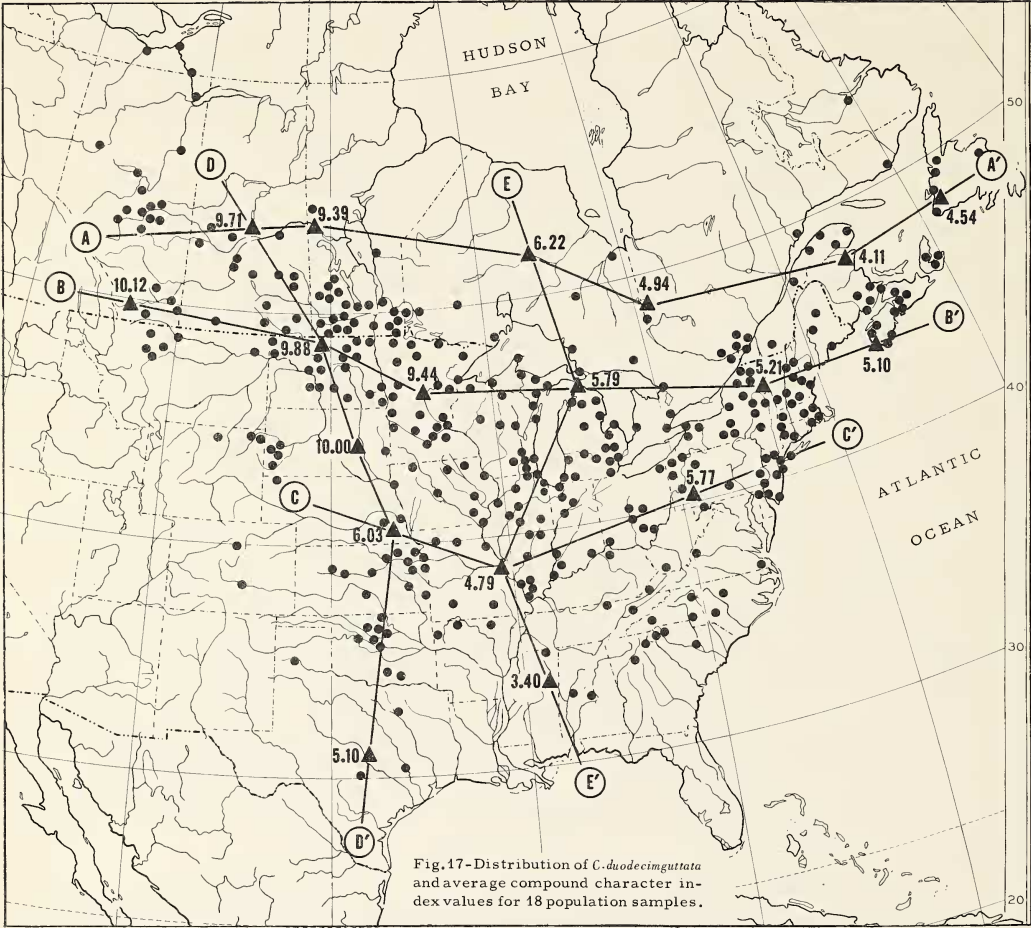 HUDSON
BAY
50
D
E
A'
9.71
9.39
4.54
A
6.22
4.11
B
10.12
4.94
B'
9.88
5.10
9.44
5.79
5.21
40
10.00
C'
5.77
ATLANTIC
C
OCEAN
6.03
4.79
30
3.40
5.10
E'
D'
Fig.17-Distribution of C. duodecimguttata
and average compound character in-
dex values for 18 population samples.
20